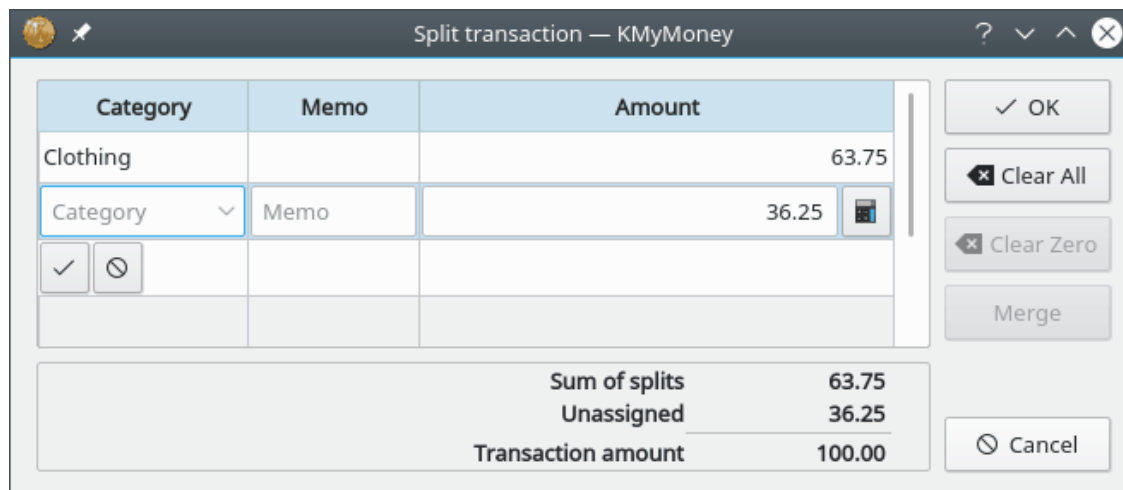 Split transaction — KMyMoney
Category Memo Amount
OK
Clothing 63.75
Clear All
Category Memo 36.25
Clear Zero
Merge
Sum of splits 63.75
Unassigned 36.25
Transaction amount 100.00
Cancel